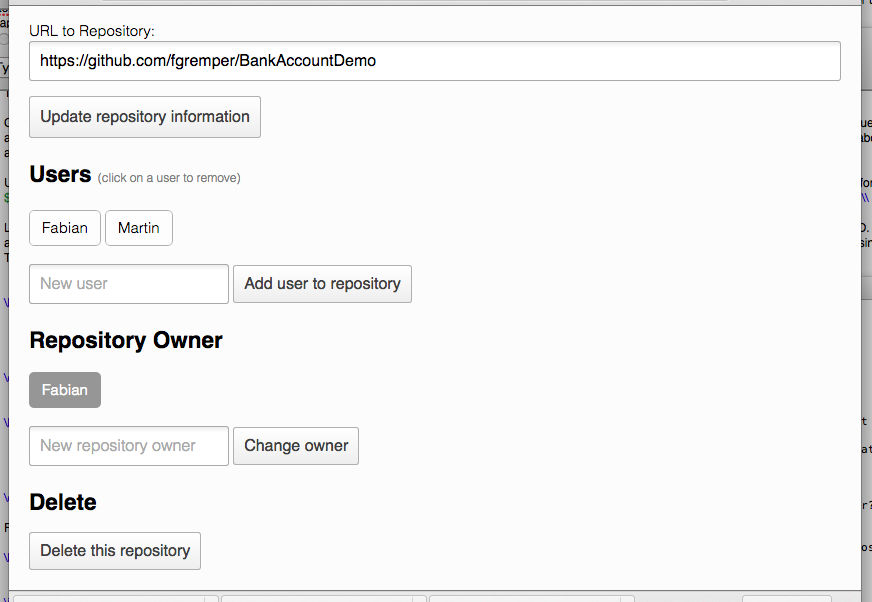 URL to Repository:
https://github.com/fgremper/BankAccountDemo
Update repository information
Users (click on a user to remove)
Fabian Martin
New user Add user to repository
Repository Owner
Fabian
New repository owner Change owner
Delete
Delete this repository